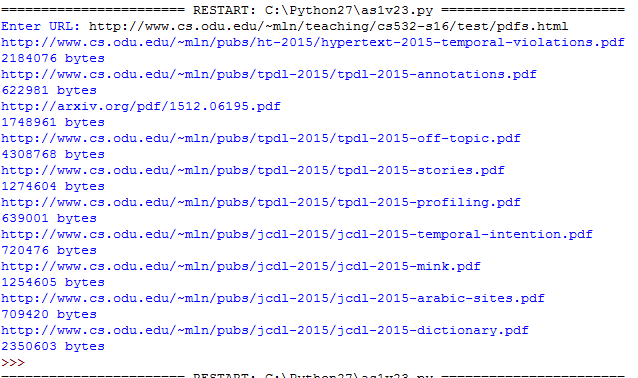 ======================= RESTART: C:\Python27\as1v23.py =======================
Enter URL: http://www.cs.odu.edu/~mln/teaching/cs532-s16/test/pdfs.html
http://www.cs.odu.edu/~mln/pubs/ht-2015/hypertext-2015-temporal-violations.pdf
2184076 bytes
http://www.cs.odu.edu/~mln/pubs/tpdl-2015/tpdl-2015-annotations.pdf
622981 bytes
http://arxiv.org/pdf/1512.06195.pdf
1748961 bytes
http://www.cs.odu.edu/~mln/pubs/tpdl-2015/tpdl-2015-off-topic.pdf
4308768 bytes
http://www.cs.odu.edu/~mln/pubs/tpdl-2015/tpdl-2015-stories.pdf
1274604 bytes
http://www.cs.odu.edu/~mln/pubs/tpdl-2015/tpdl-2015-profiling.pdf
639001 bytes
http://www.cs.odu.edu/~mln/pubs/jcdl-2015/jcdl-2015-temporal-intention.pdf
720476 bytes
http://www.cs.odu.edu/~mln/pubs/jcdl-2015/jcdl-2015-mink.pdf
1254605 bytes
http://www.cs.odu.edu/~mln/pubs/jcdl-2015/jcdl-2015-arabic-sites.pdf
709420 bytes
http://www.cs.odu.edu/~mln/pubs/jcdl-2015/jcdl-2015-dictionary.pdf
2350603 bytes
>>>
======================= RESTART: C:\Python27\as1v23.py =======================